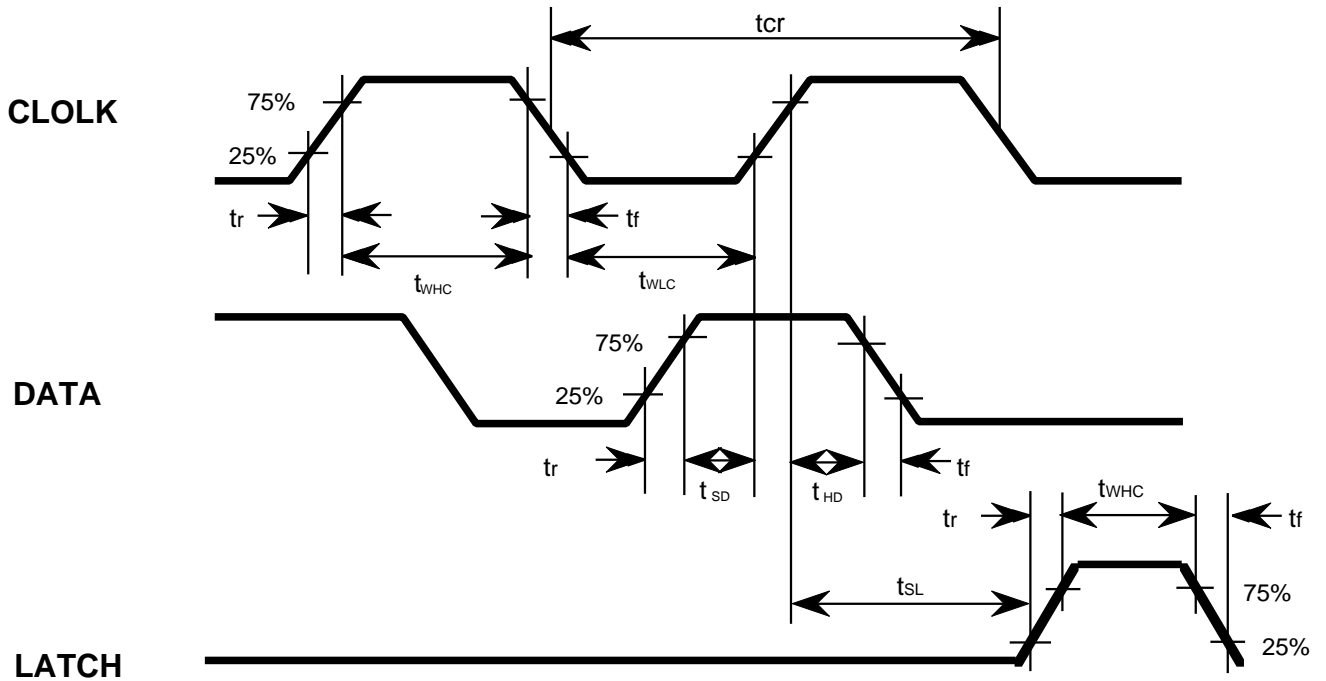 tcr
CLOLK
75%
25%
tr
tf
tWHC
tWLC
DATA
75%
25%
tr
tSD
tHD
tf
tWHC
tr
tf
tSL
75%
25%
LATCH